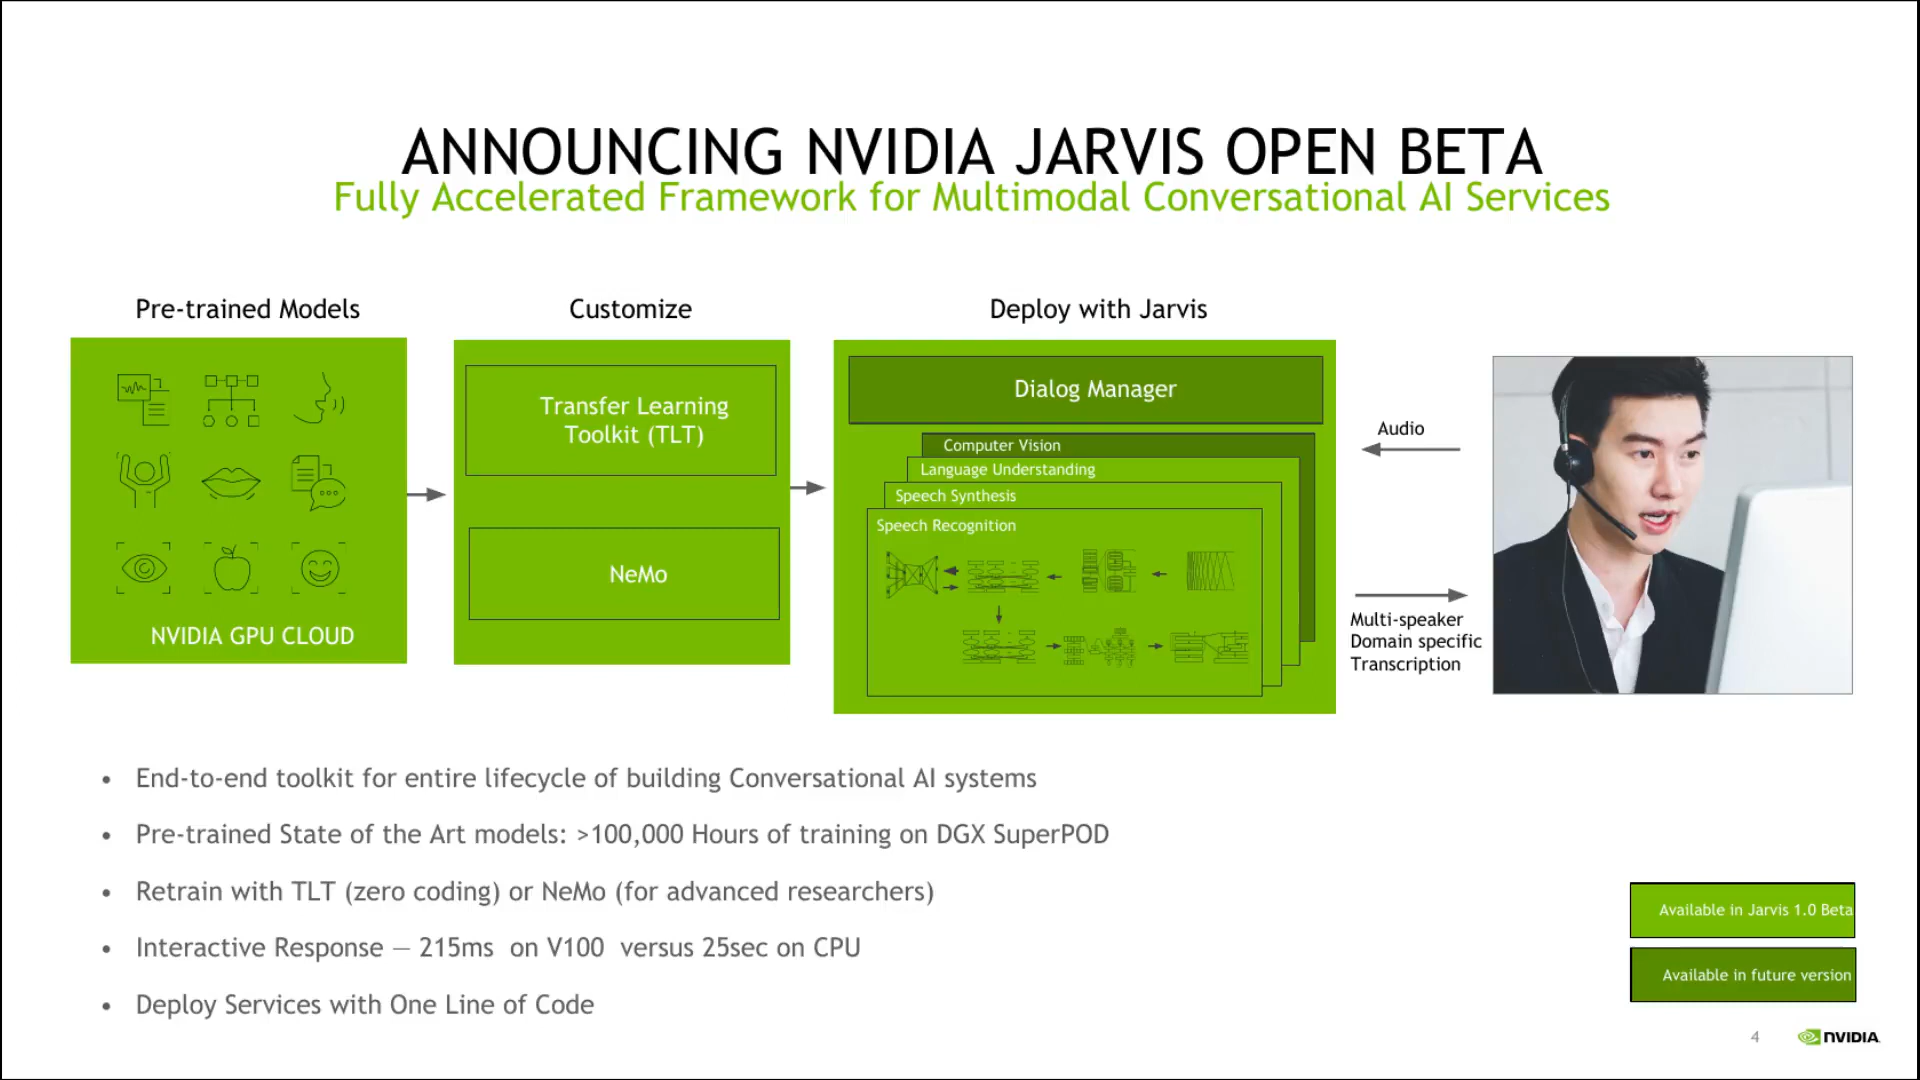 ANNOUNCING NVIDIA JARVIS OPEN BETA
Fully Accelerated Framework for Multimodal Conversational AI Services
Pre-trained Models
Customize
Deploy with Jarvis
NVIDIA GPU CLOUD
Transfer Learning
Toolkit (TLT)
NeMo
Dialog Manager
Computer Vision
Language Understanding
Speech Synthesis
Speech Recognition
Audio
Multi-speaker
Domain specific
Transcription
• End-to-end toolkit for entire lifecycle of building Conversational AI systems
• Pre-trained State of the Art models: >100,000 Hours of training on DGX SuperPOD
• Retrain with TLT (zero coding) or NeMo (for advanced researchers)
• Interactive Response — 215ms  on V100  versus 25sec on CPU
• Deploy Services with One Line of Code
Available in Jarvis 1.0 Beta
Available in future version
4
NVIDIA